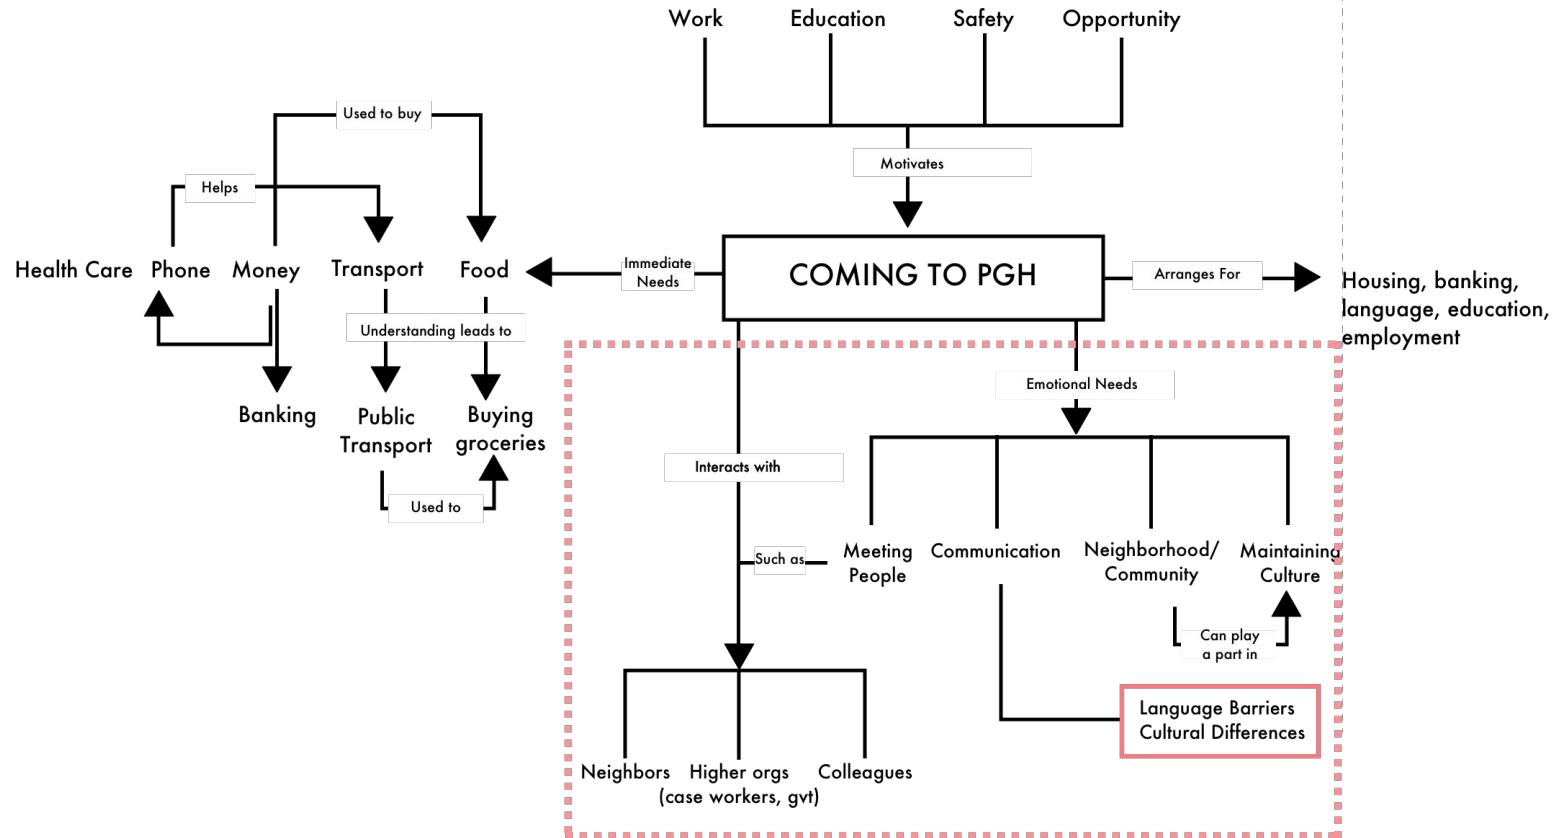 Work
Education
Safety
Opportunity
Used to buy
Motivates
Helps
Health Care
Phone
Money
Transport
Food
Immediate
Needs
COMING TO PGH
Arranges For
Housing, banking,
language, education,
employment
Understanding leads to
Banking
Public
Transport
Buying
groceries
Used to
Emotional Needs
Interacts with
Such as
Meeting
People
Communication
Neighborhood/
Community
Maintaining
Culture
Can play
a part in
Language Barriers
Cultural Differences
Neighbors
Higher orgs
(case workers, gvt)
Colleagues